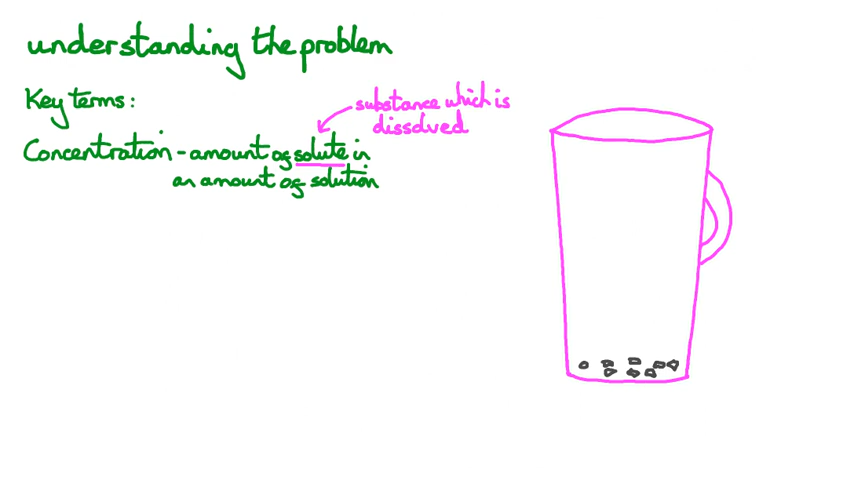 understanding the problem
Key terms:
substance which is
dissolved
Concentration - amount of solute in
an amount of solution